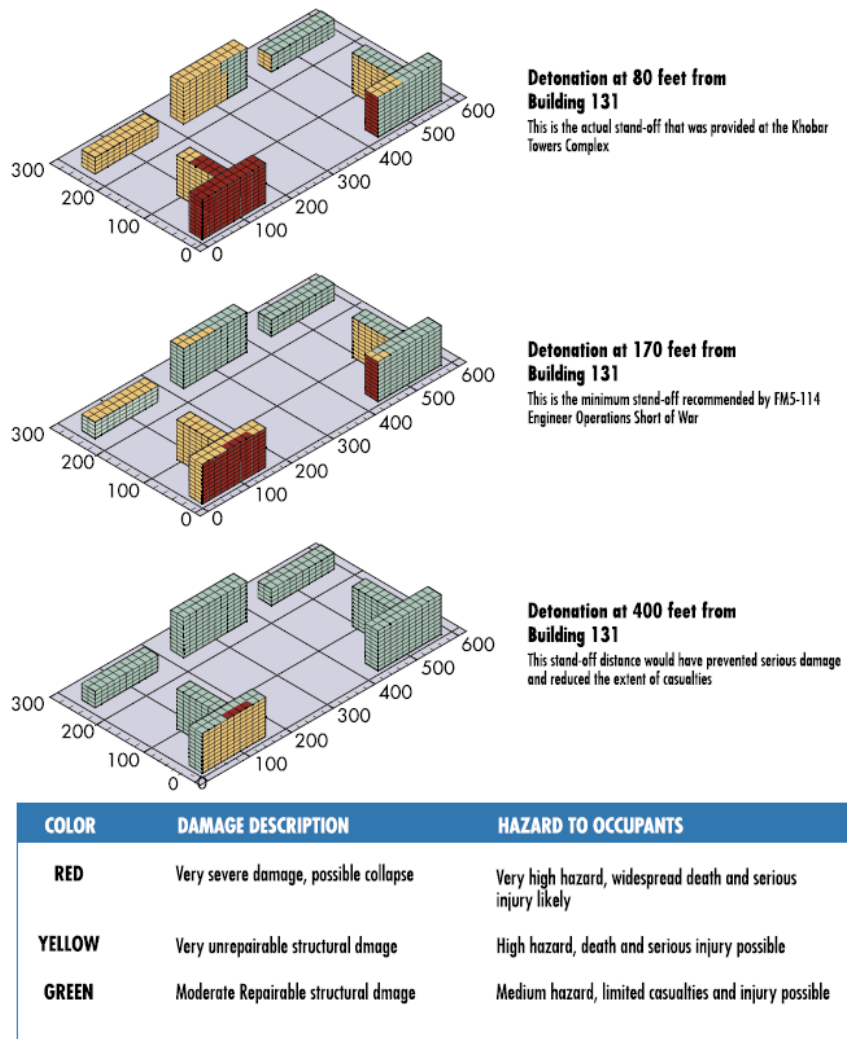 Detonation at 80 feet from
Building 131
This is the actual stand-off that was provided at the Khobar
Towers Complex
600
500
400
300
200
100
0
300
200
100
0
Detonation at 170 feet from
Building 131
This is the minimum stand-off recommended by FM5-114
Engineer Operations Short of War
600
500
400
300
200
100
0
300
200
100
0
Detonation at 400 feet from
Building 131
This stand-off distance would have prevented serious damage
and reduced the extent of casualties
600
500
400
300
200
100
0
300
200
100
0
COLOR DAMAGE DESCRIPTION HAZARD TO OCCUPANTS
RED Very severe damage, possible collapse Very high hazard, widespread death and serious
injury likely
YELLOW Very unrepairable structural dmage High hazard, death and serious injury possible
GREEN Moderate Repairable structural dmage Medium hazard, limited casualties and injury possible